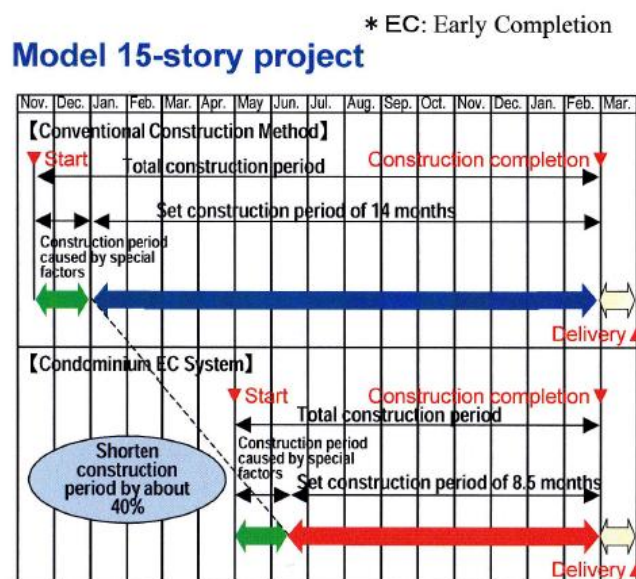 * EC: Early Completion
Model 15-story project
Nov. Dec. Jan. Feb. Mar. Apr. May Jun. Jul. Aug. Sep. Oct. Nov. Dec. Jan. Feb. Mar.
【Conventional Construction Method】
▼Start
Construction completion ▼
Total construction period
Set construction period of 14 months
Construction period
caused by special
factors
Delivery ▲
【Condominium EC System】
▼Start
Construction completion ▼
Total construction period
Construction period
caused by special
factors
Set construction period of 8.5 months
Shorten
construction
period by about
40%
Delivery ▲